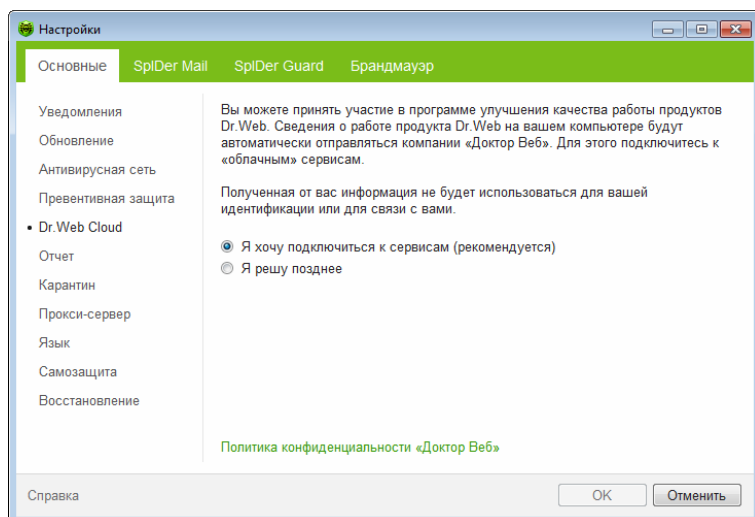 Настройки
Основные SpIDer Mail SpIDer Guard Брандмауэр
Уведомления
Обновление
Антивирусная сеть
Превентивная защита
Dr.Web Cloud
Отчет
Карантин
Прокси-сервер
Язык
Самозащита
Восстановление
Вы можете принять участие в программе улучшения качества работы продуктов
Dr.Web. Сведения о работе продукта Dr.Web на вашем компьютере будут
автоматически отправляться компании «Доктор Веб». Для этого подключитесь к
«облачным» сервисам.
Полученная от вас информация не будет использоваться для вашей
идентификации или для связи с вами.
Я хочу подключиться к сервисам (рекомендуется)
Я решу позднее
Политика конфиденциальности «Доктор Веб»
Справка
OK
Отменить